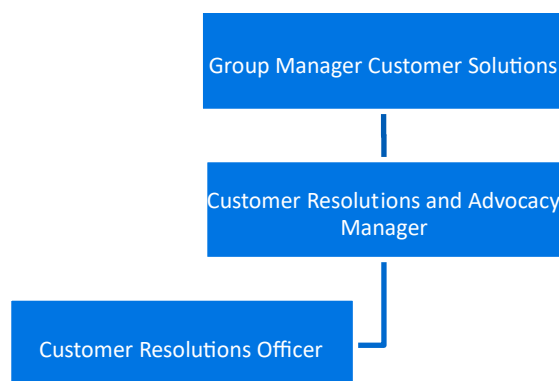 Group Manager Customer Solutions
Customer Resolutions and Advocacy
Manager
Customer Resolutions Officer